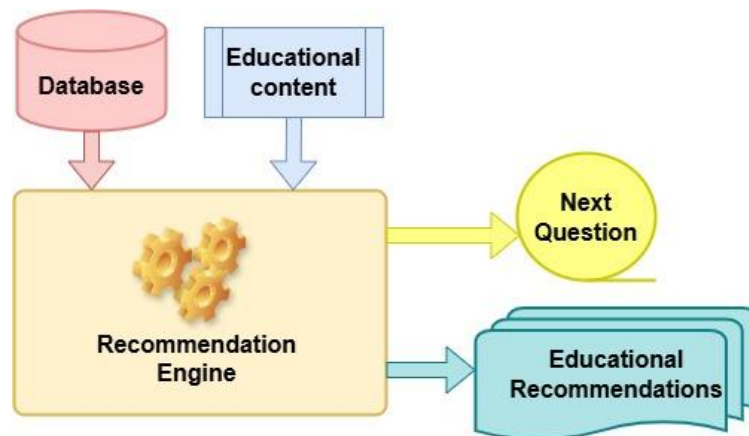 Database
Educational
content
Next
Question
Recommendation
Engine
Educational
Recommendations